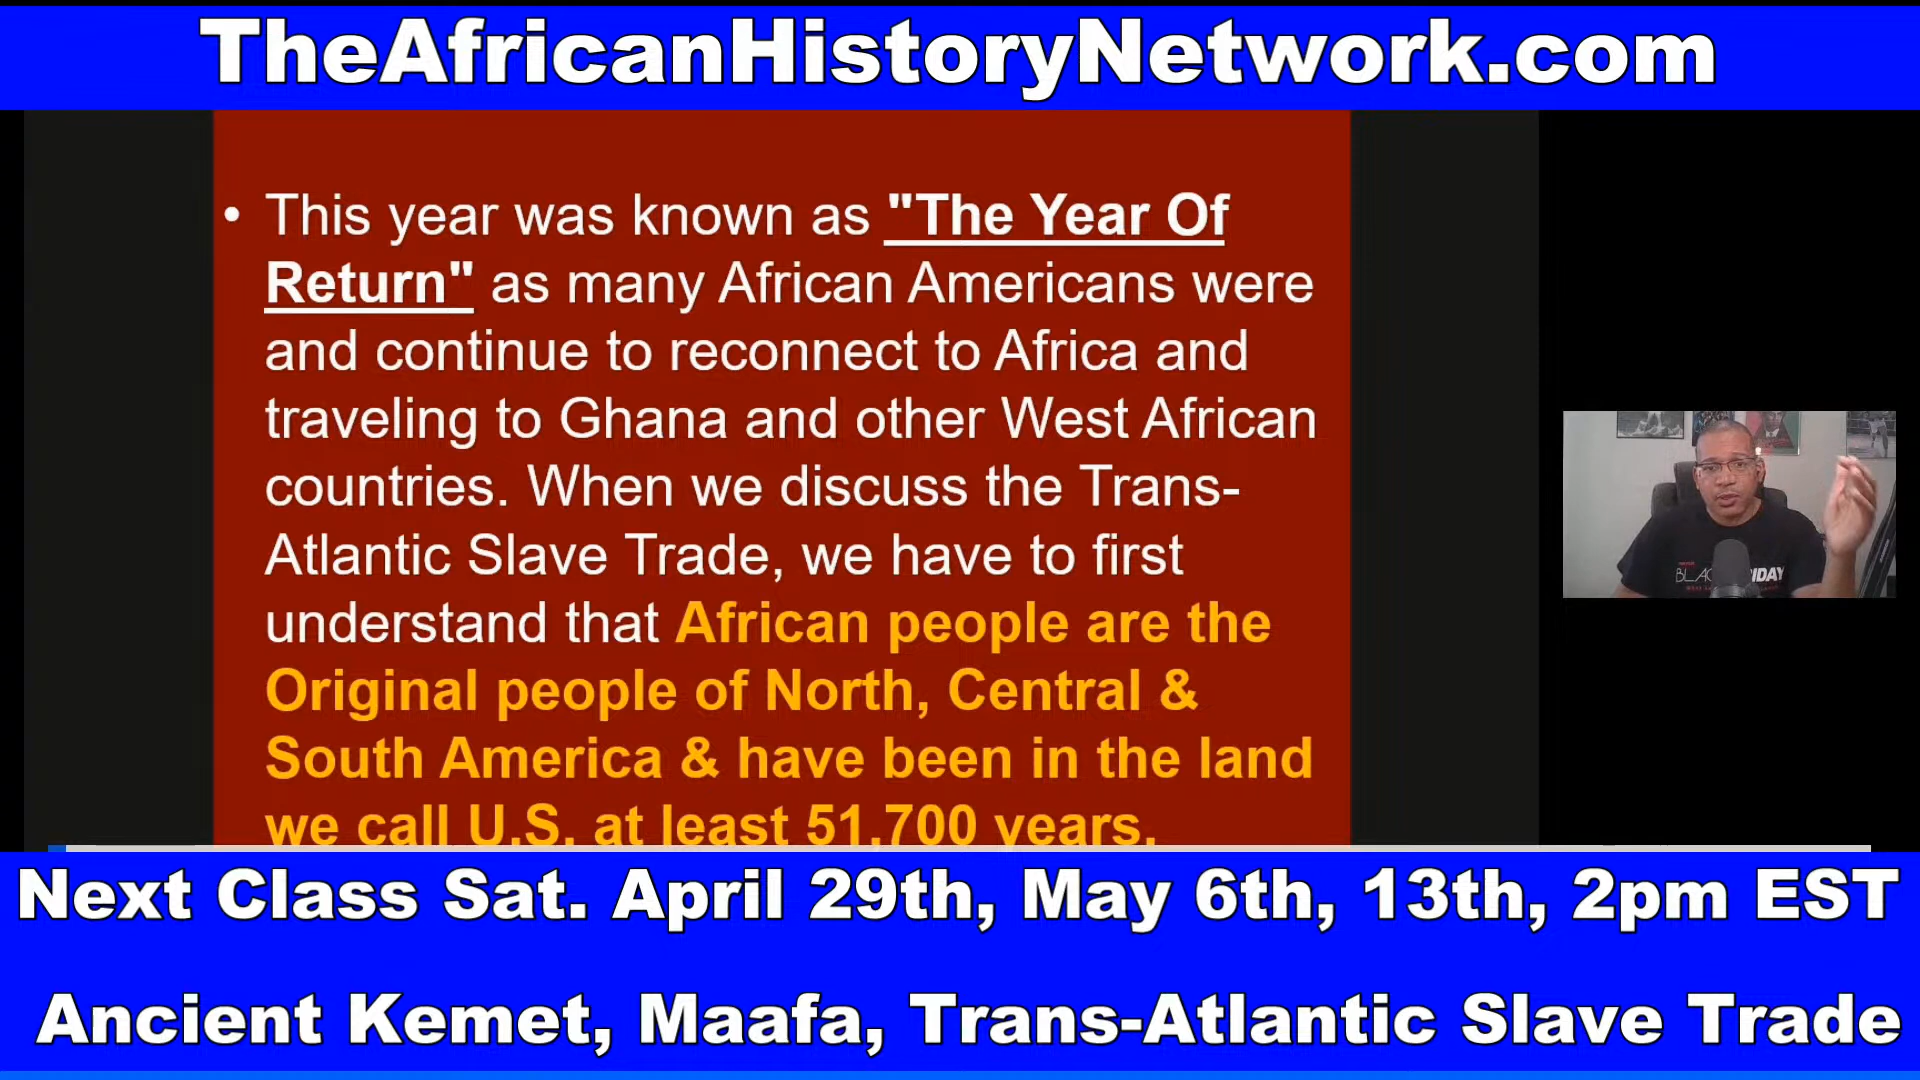 TheAfricanHistoryNetwork.com
• This year was known as "The Year Of
Return" as many African Americans were
and continue to reconnect to Africa and
traveling to Ghana and other West African
countries. When we discuss the Trans-
Atlantic Slave Trade, we have to first
understand that African people are the
Original people of North, Central &
South America & have been in the land
we call U.S. at least 51,700 years.
Next Class Sat. April 29th, May 6th, 13th, 2pm EST
Ancient Kemet, Maafa, Trans-Atlantic Slave Trade